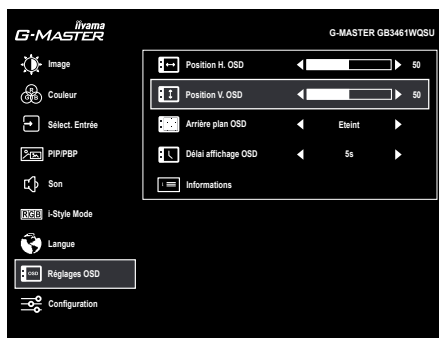 iiyama
G-MASTER
G-MASTER GB3461WQSU
Image
Position H. OSD 50
RGB Couleur
Position V. OSD 50
Sélect. Entrée
Arrière plan OSD Eteint
PIP/PBP
Délai affichage OSD 5s
Son
i Informations
RGB i-Style Mode
Langue
OSD Réglages OSD
Configuration